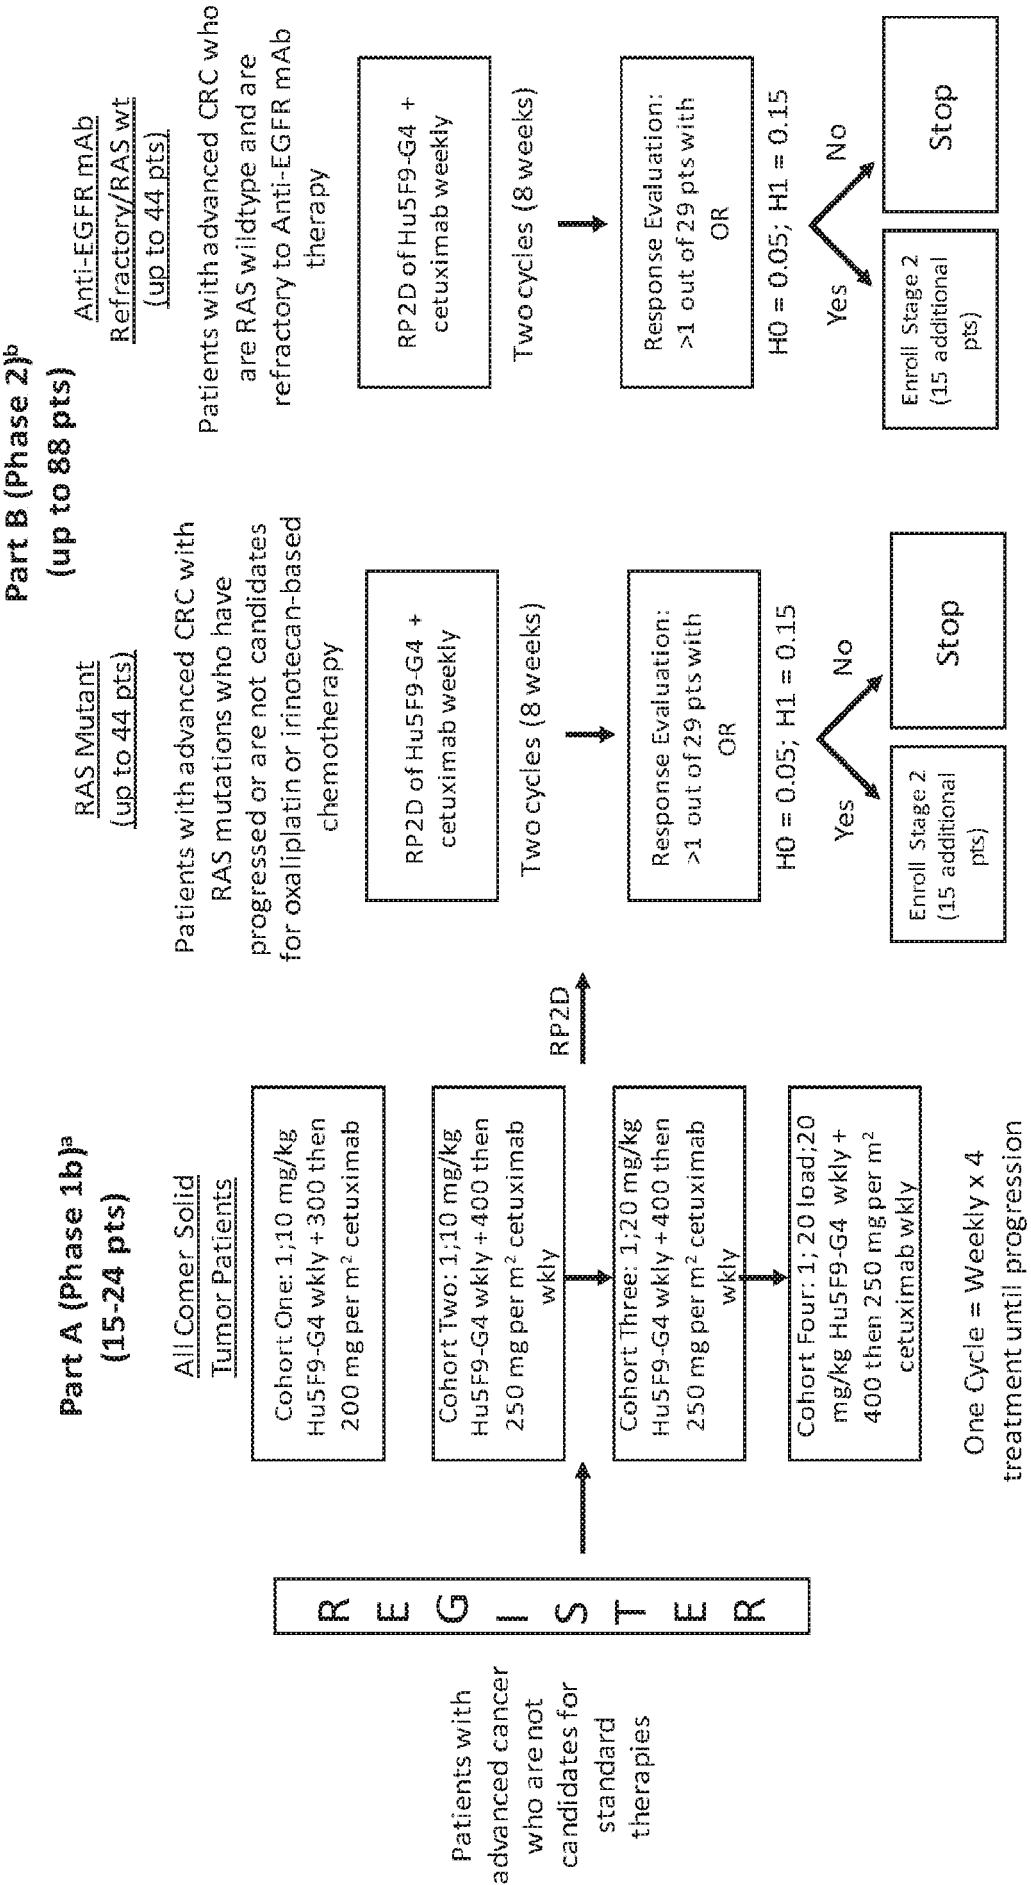 Patients with
advanced cancer
who are not
candidates for
standard
therapies
R
E
G
I
S
T
E
R
Part A (Phase 1b)ᵃ
(15-24 pts)
All Comer Solid
Tumor Patients
Cohort One: 1;10 mg/kg
Hu5F9-G4 wkly + 300 then
200 mg per m² cetuximab
Cohort Two: 1;10 mg/kg
Hu5F9-G4 wkly + 400 then
250 mg per m² cetuximab
wkly
Cohort Three: 1;20 mg/kg
Hu5F9-G4 wkly + 400 then
250 mg per m² cetuximab
wkly
Cohort Four: 1; 20 load;20
mg/kg Hu5F9-G4 wkly +
400 then 250 mg per m²
cetuximab wkly
One Cycle = Weekly x 4
treatment until progression
RP2D
Part B (Phase 2)ᵇ
(up to 88 pts)
RAS Mutant
(up to 44 pts)
Patients with advanced CRC with
RAS mutations who have
progressed or are not candidates
for oxaliplatin or irinotecan-based
chemotherapy
RP2D of Hu5F9-G4 +
cetuximab weekly
Two cycles (8 weeks)
Response Evaluation:
>1 out of 29 pts with
OR
H0 = 0.05; H1 = 0.15
Yes
No
Enroll Stage 2
(15 additional
pts)
Stop
Anti-EGFR mAb
Refractory/RAS wt
(up to 44 pts)
Patients with advanced CRC who
are RAS wildtype and are
refractory to Anti-EGFR mAb
therapy
RP2D of Hu5F9-G4 +
cetuximab weekly
Two cycles (8 weeks)
Response Evaluation:
>1 out of 29 pts with
OR
H0 = 0.05; H1 = 0.15
Yes
No
Enroll Stage 2
(15 additional
pts)
Stop